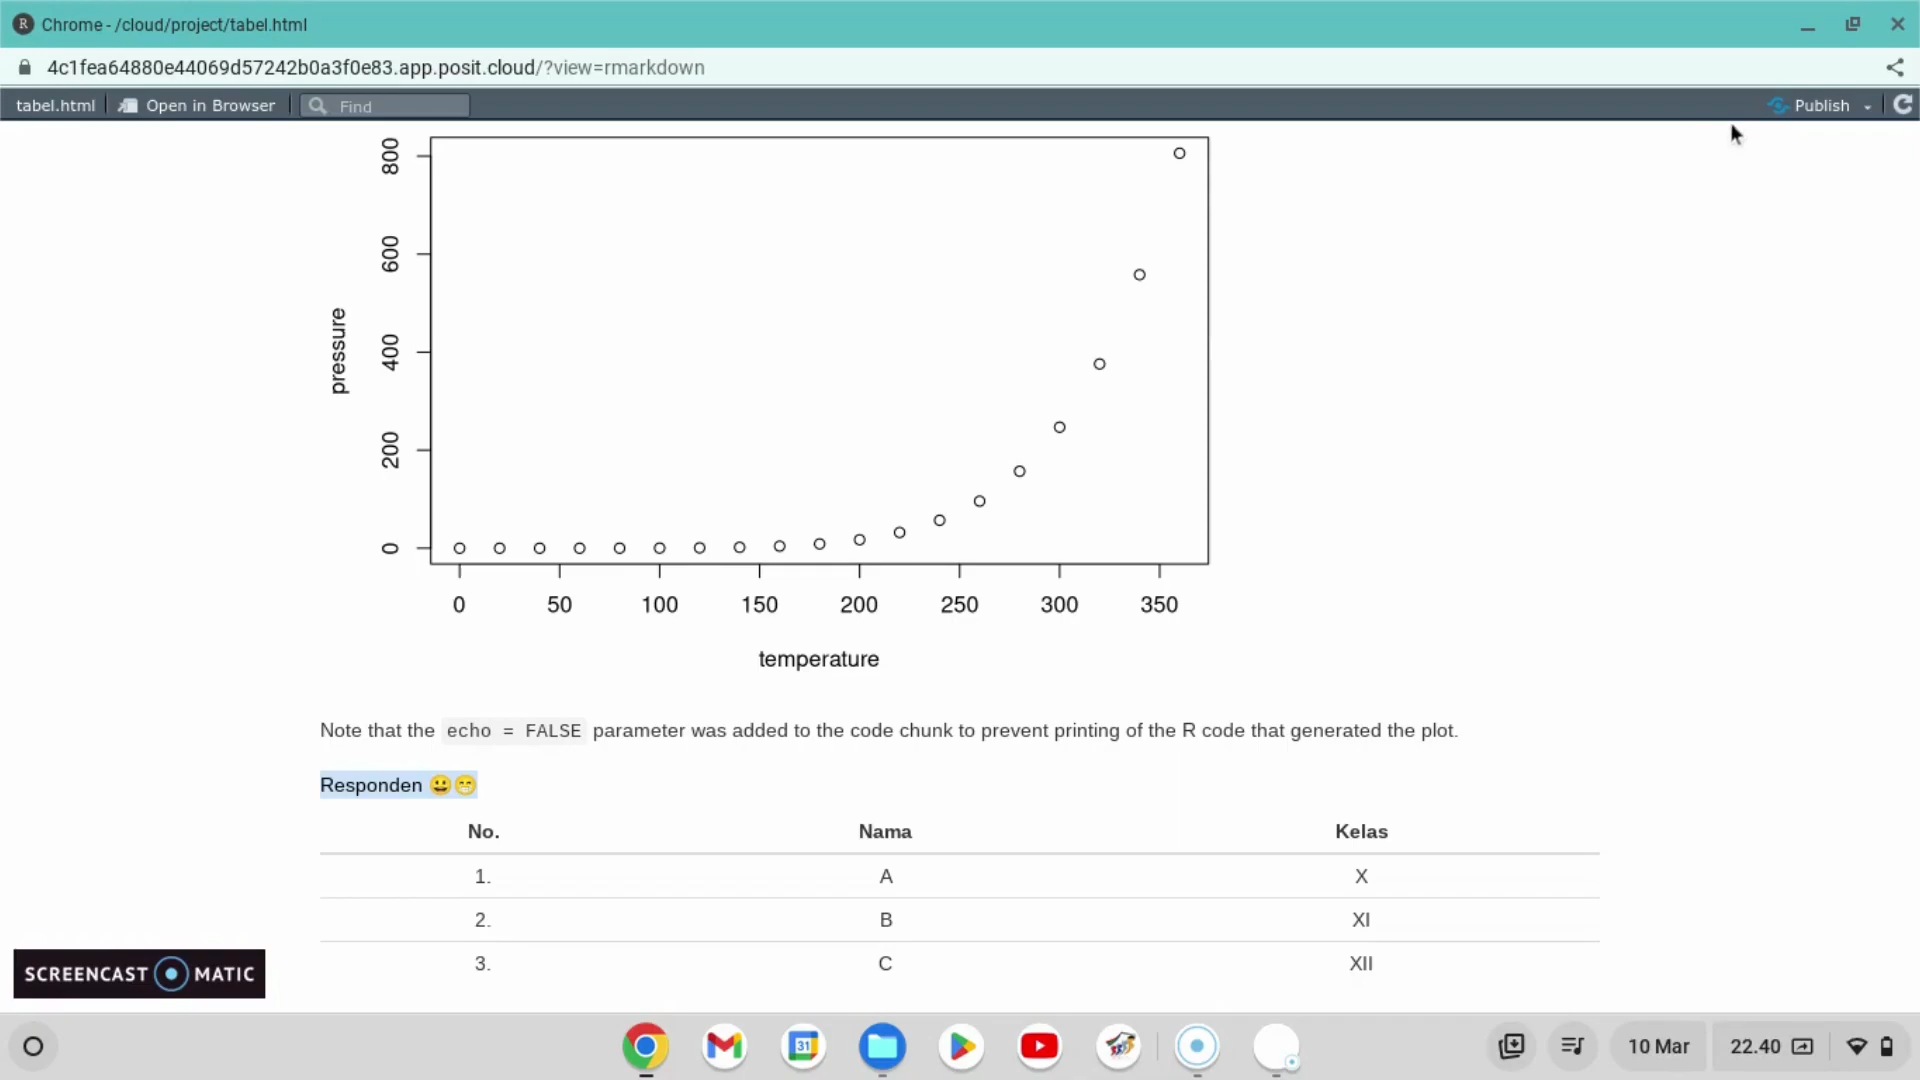 Chrome - /cloud/project/tabel.html
4c1fea64880e44069d57242b0a3f0e83.app.posit.cloud/?view=rmarkdown
tabel.html Open in Browser Find Publish
800
600
400
200
0
pressure
0 50 100 150 200 250 300 350
temperature
Note that the echo = FALSE parameter was added to the code chunk to prevent printing of the R code that generated the plot.
Responden 😀😁
No. Nama Kelas
1. A X
2. B XI
3. C XII
SCREENCAST MATIC
31
10 Mar 22.40